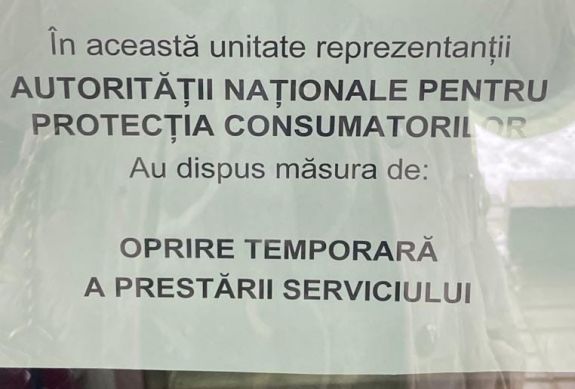 În această unitate reprezentanții
AUTORITĂȚII NAȚIONALE PENTRU
PROTECȚIA CONSUMATORILOR
Au dispus măsura de:
OPRIRE TEMPORARĂ
A PRESTĂRII SERVICIULUI